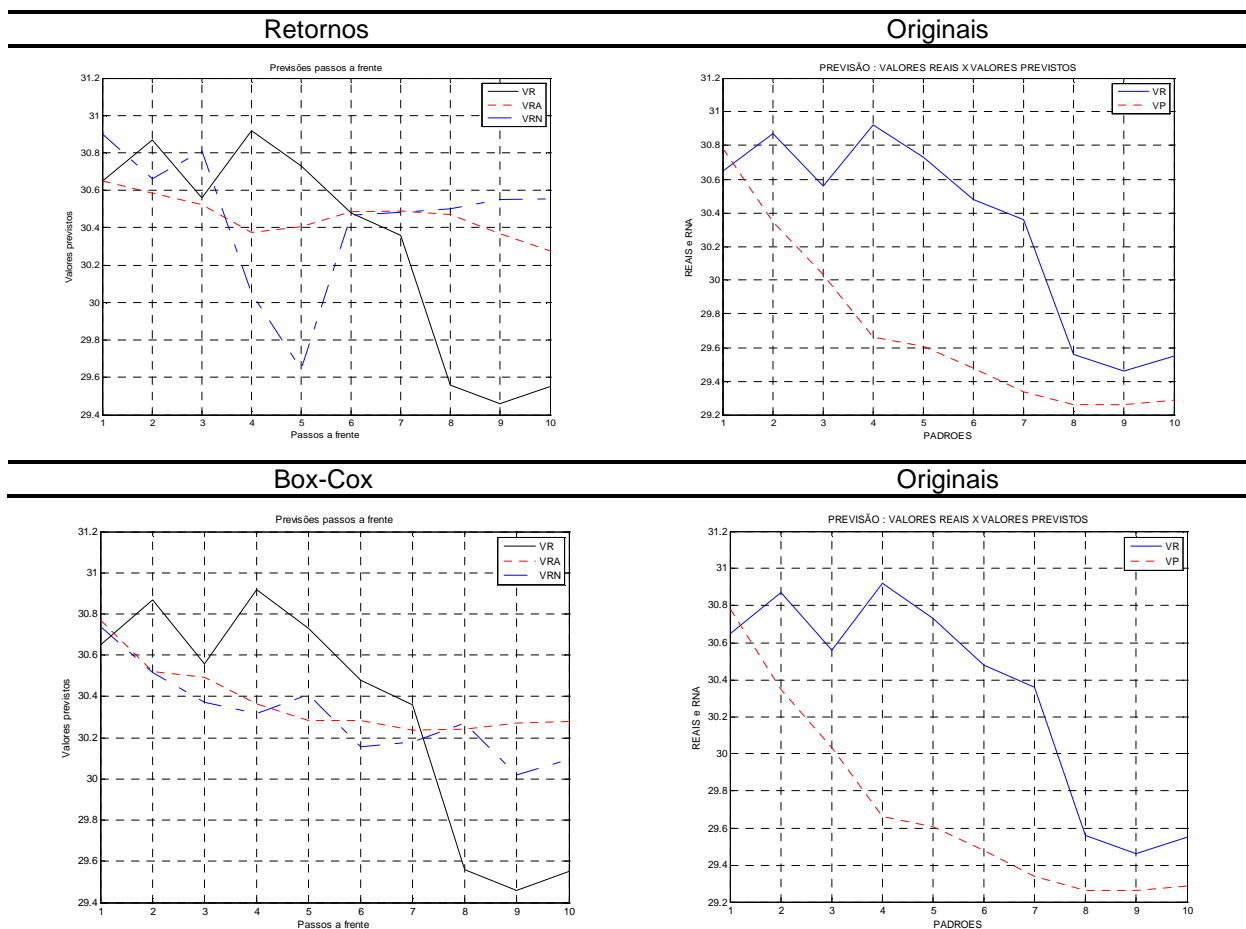 Retornos
Originais
Previsões passos a frente
31.2
31
30.8
30.6
30.4
30.2
30
29.8
29.6
29.4
Valores previstos
1 2 3 4 5 6 7 8 9 10
Passos a frente
VR
VRA
VRN
PREVISÃO : VALORES REAIS X VALORES PREVISTOS
31.2
31
30.8
30.6
30.4
30.2
30
29.8
29.6
29.4
29.2
REAIS e RNA
1 2 3 4 5 6 7 8 9 10
PADROES
VR
VP
Box-Cox
Originais
Previsões passos a frente
31.2
31
30.8
30.6
30.4
30.2
30
29.8
29.6
29.4
Valores previstos
1 2 3 4 5 6 7 8 9 10
Passos a frente
VR
VRA
VRN
PREVISÃO : VALORES REAIS X VALORES PREVISTOS
31.2
31
30.8
30.6
30.4
30.2
30
29.8
29.6
29.4
29.2
REAIS e RNA
1 2 3 4 5 6 7 8 9 10
PADROES
VR
VP